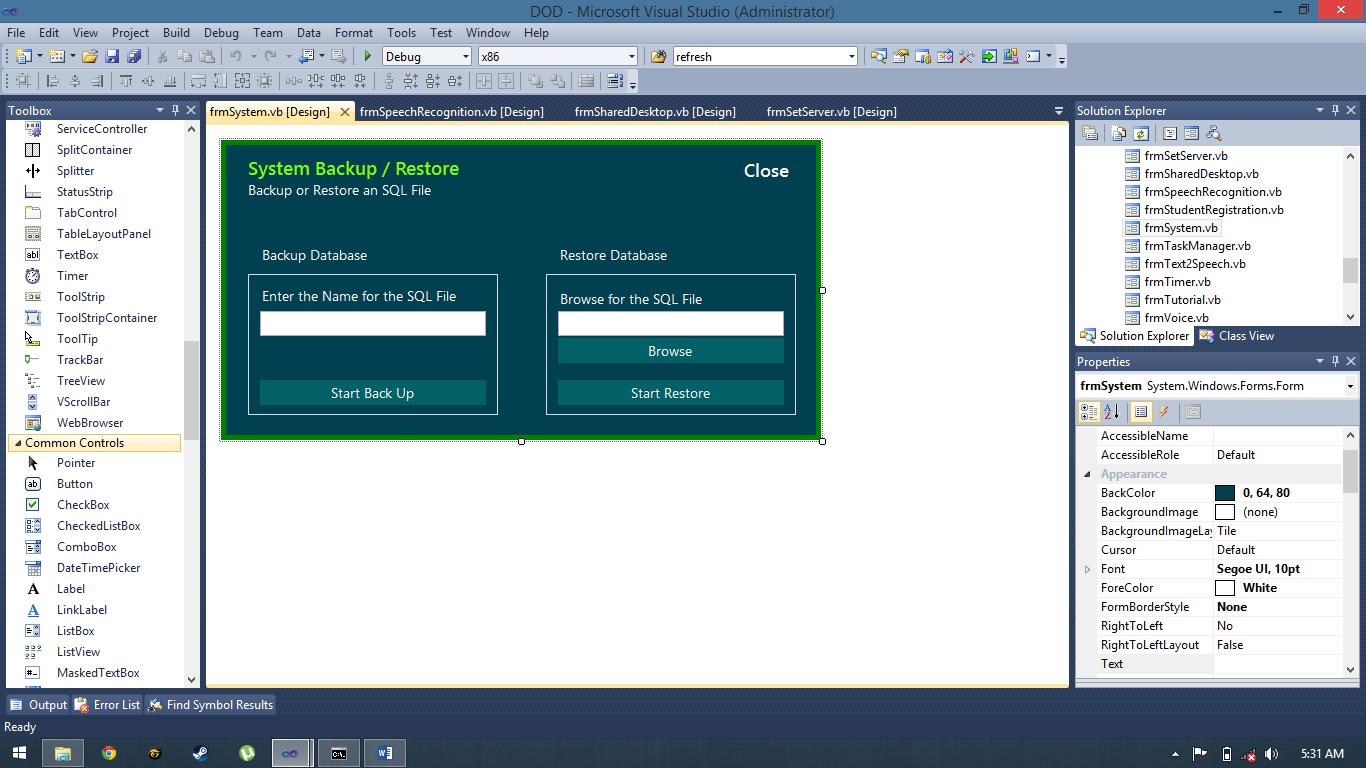 DOD - Microsoft Visual Studio (Administrator)
File Edit View Project Build Debug Team Data Format Tools Test Window Help
Debug x86 refresh
Toolbox
ServiceController
SplitContainer
Splitter
StatusStrip
TabControl
TableLayoutPanel
TextBox
Timer
ToolStrip
ToolStripContainer
ToolTip
TrackBar
TreeView
VScrollBar
WebBrowser
Common Controls
Pointer
Button
CheckBox
CheckedListBox
ComboBox
DateTimePicker
Label
LinkLabel
ListBox
ListView
MaskedTextBox
frmSystem.vb [Design] frmSpeechRecognition.vb [Design] frmSharedDesktop.vb [Design] frmSetServer.vb [Design]
System Backup / Restore
Close
Backup or Restore an SQL File
Backup Database
Enter the Name for the SQL File
Start Back Up
Restore Database
Browse for the SQL File
Browse
Start Restore
Solution Explorer
frmSetServer.vb
frmSharedDesktop.vb
frmSpeechRecognition.vb
frmStudentRegistration.vb
frmSystem.vb
frmTaskManager.vb
frmText2Speech.vb
frmTimer.vb
frmTutorial.vb
frmVoice.vb
Solution Explorer Class View
Properties
frmSystem System.Windows.Forms.Form
AccessibleName
AccessibleRole Default
Appearance
BackColor 0, 64, 80
BackgroundImage (none)
BackgroundImageLay Tile
Cursor Default
Font Segoe UI, 10pt
ForeColor White
FormBorderStyle None
RightToLeft No
RightToLeftLayout False
Text
Output Error List Find Symbol Results
Ready
5:31 AM